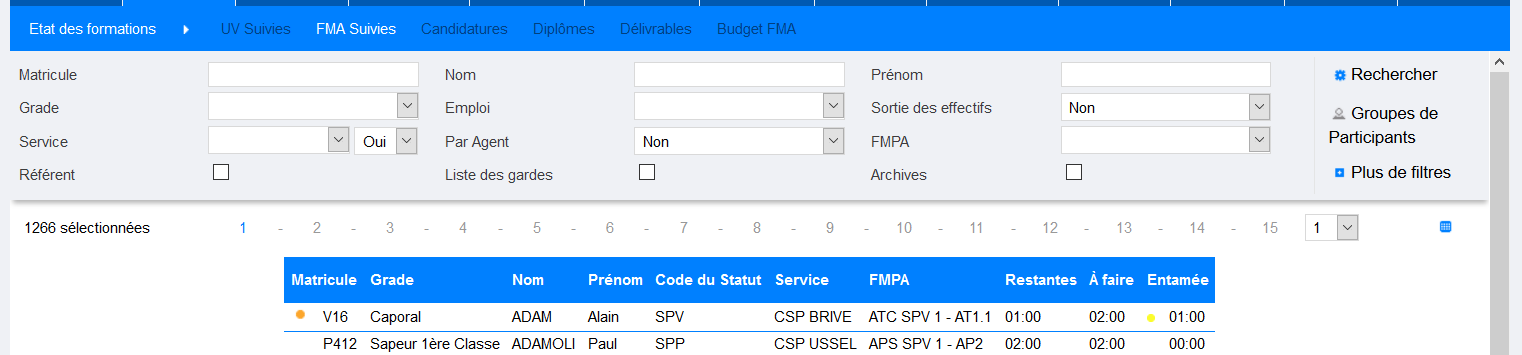 Etat des formations UV Suivies FMA Suivies Candidatures Diplômes Délivrables Budget FMA
Matricule Nom Prénom Rechercher
Grade Emploi Sortie des effectifs Non Groupes de Participants
Service Oui Par Agent Non FMPA
Référent Liste des gardes Archives Plus de filtres
1266 sélectionnées 1 - 2 - 3 - 4 - 5 - 6 - 7 - 8 - 9 - 10 - 11 - 12 - 13 - 14 - 15 1
Matricule Grade Nom Prénom Code du Statut Service FMPA Restantes À faire Entamée
V16 Caporal ADAM Alain SPV CSP BRIVE ATC SPV 1 - AT1.1 01:00 02:00 01:00
P412 Sapeur 1ère Classe ADAMOLI Paul SPP CSP USSEL APS SPV 1 - AP2 02:00 02:00 00:00